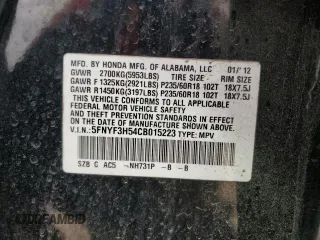 MFD. BY HONDA MFG. OF ALABAMA, LLC 01/12
GVWR 2700KG(5953LBS) TIRE SIZE RIM SIZE
GAWR F 1325KG(2921LBS) P235/60R18 102T 18X7.5J
GAWR R1450KG(3197LBS) P235/60R18 102T 18X7.5J
THIS VEHICLE CONFORMS TO ALL APPLICABLE FEDERAL
MOTOR VEHICLE SAFETY AND THEFT PREVENTION
STANDARDS IN EFFECT ON THE DATE OF MANUFACTURE
SHOWN ABOVE.
V.I.N.: 5FNYF3H54CB015223 TYPE: MPV
SZB C AC5 -NH731P -B -B